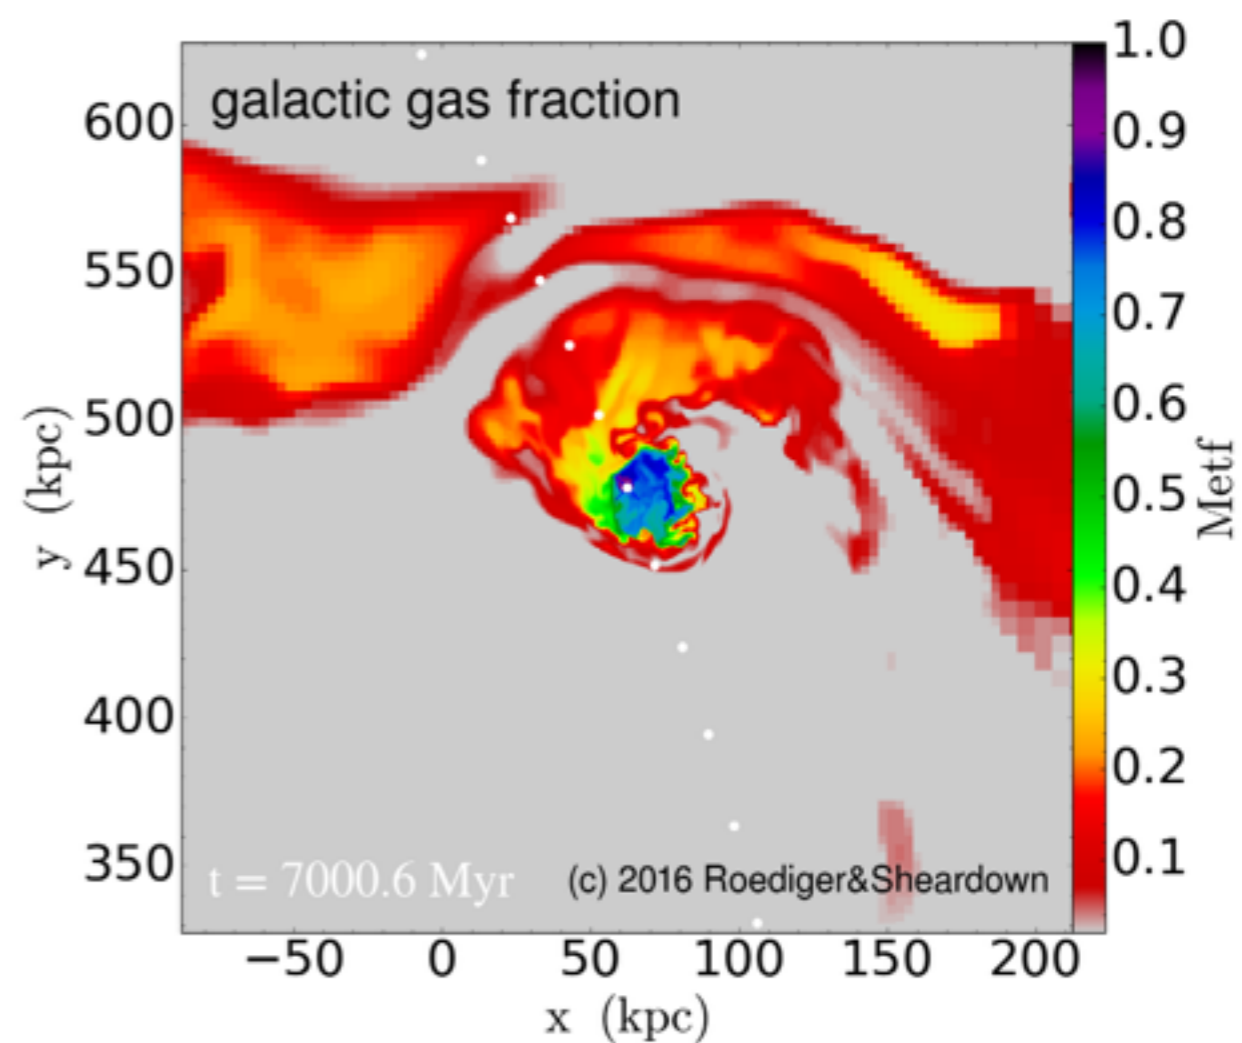 galactic gas fraction
600
550
500
450
400
350
y (kpc)
t = 7000.6 Myr
(c) 2016 Roediger&Sheardown
−50 0 50 100 150 200
x (kpc)
1.0
0.9
0.8
0.7
0.6
0.5
0.4
0.3
0.2
0.1
Metf